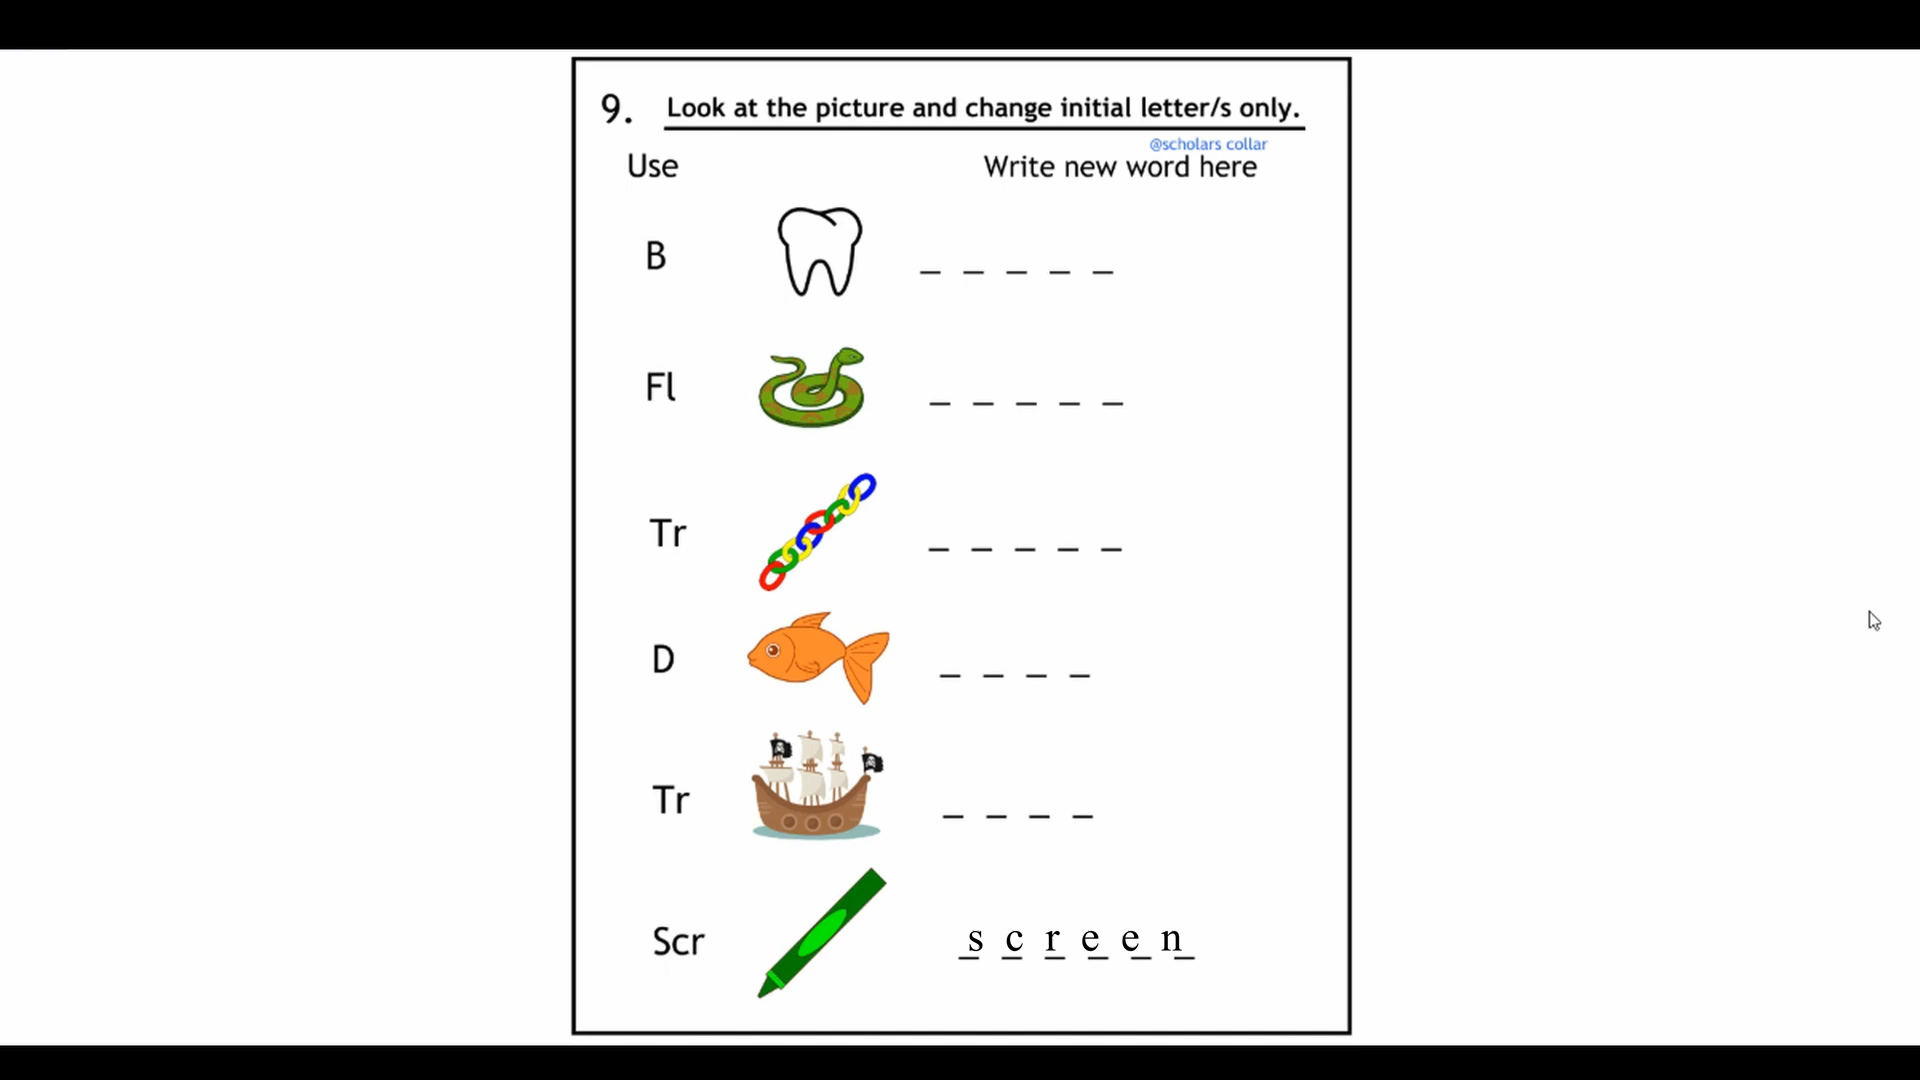 9. Look at the picture and change initial letter/s only.
@scholars collar
Use Write new word here
B _ _ _ _ _
Fl _ _ _ _ _
Tr _ _ _ _ _
D _ _ _ _
Tr _ _ _ _
Scr s c r e e n